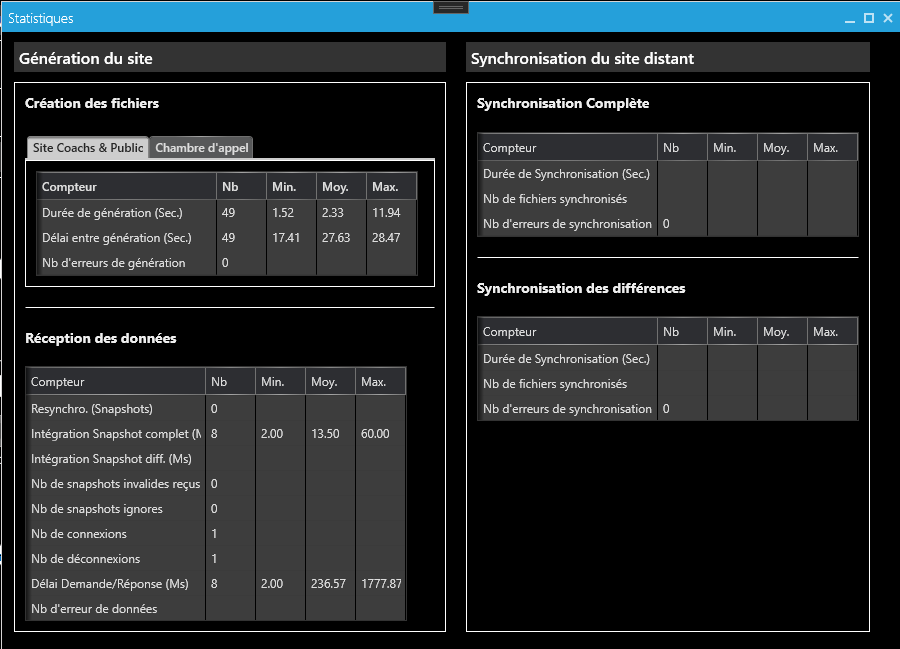 Statistiques
Génération du site
Création des fichiers
Site Coachs & Public Chambre d'appel
Compteur Nb Min. Moy. Max.
Durée de génération (Sec.) 49 1.52 2.33 11.94
Délai entre génération (Sec.) 49 17.41 27.63 28.47
Nb d'erreurs de génération 0
Réception des données
Compteur Nb Min. Moy. Max.
Resynchro. (Snapshots) 0
Intégration Snapshot complet (M 8 2.00 13.50 60.00
Intégration Snapshot diff. (Ms)
Nb de snapshots invalides reçus 0
Nb de snapshots ignores 0
Nb de connexions 1
Nb de déconnexions 1
Délai Demande/Réponse (Ms) 8 2.00 236.57 1777.87
Nb d'erreur de données
Synchronisation du site distant
Synchronisation Complète
Compteur Nb Min. Moy. Max.
Durée de Synchronisation (Sec.)
Nb de fichiers synchronisés
Nb d'erreurs de synchronisation 0
Synchronisation des différences
Compteur Nb Min. Moy. Max.
Durée de Synchronisation (Sec.)
Nb de fichiers synchronisés
Nb d'erreurs de synchronisation 0